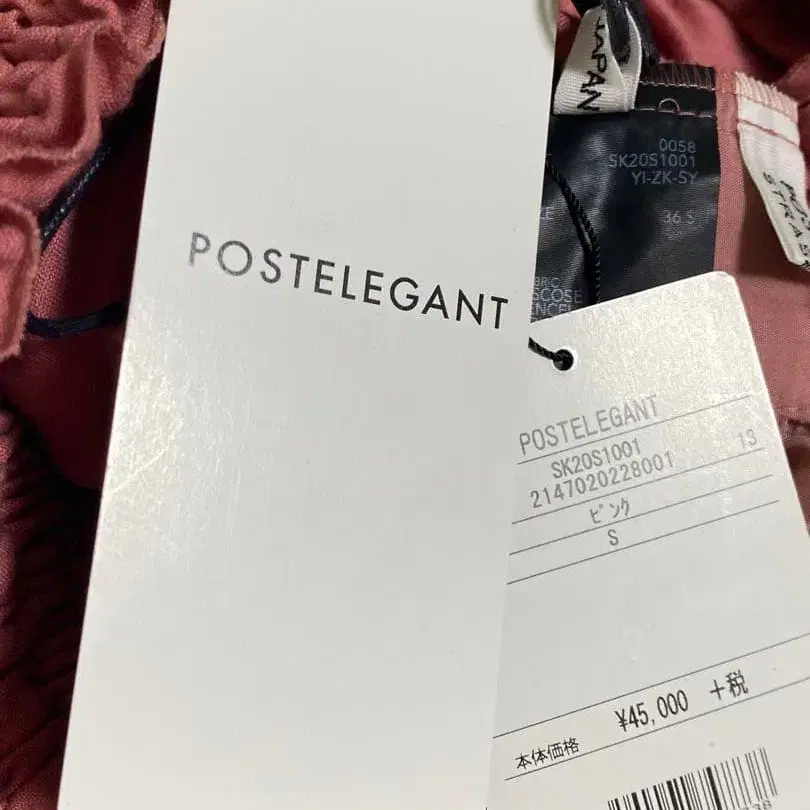 POSTELEGANT
JAPAN
0058
SK20S1001
YI-ZK-SY
36 S
POSTELEGANT
SK20S1001 13
2147020228001
ピンク
S
本体価格 ¥45,000 +税